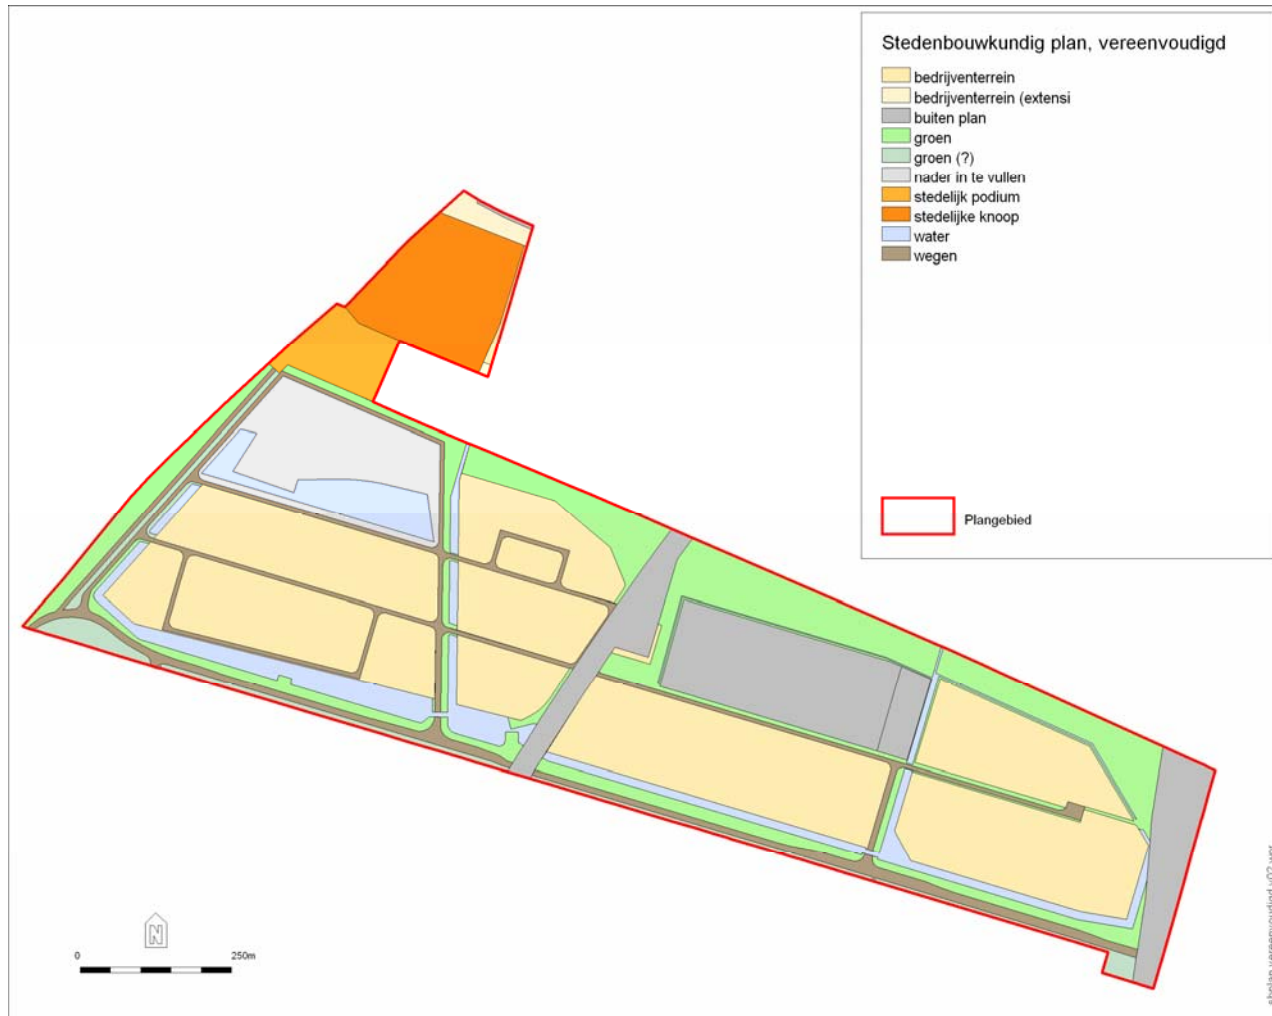 Stedenbouwkundig plan, vereenvoudigd
bedrijventerrein
bedrijventerrein (extensi
buiten plan
groen
groen (?)
nader in te vullen
stedelijk podium
stedelijke knoop
water
wegen
Plangebied
N
0 250m